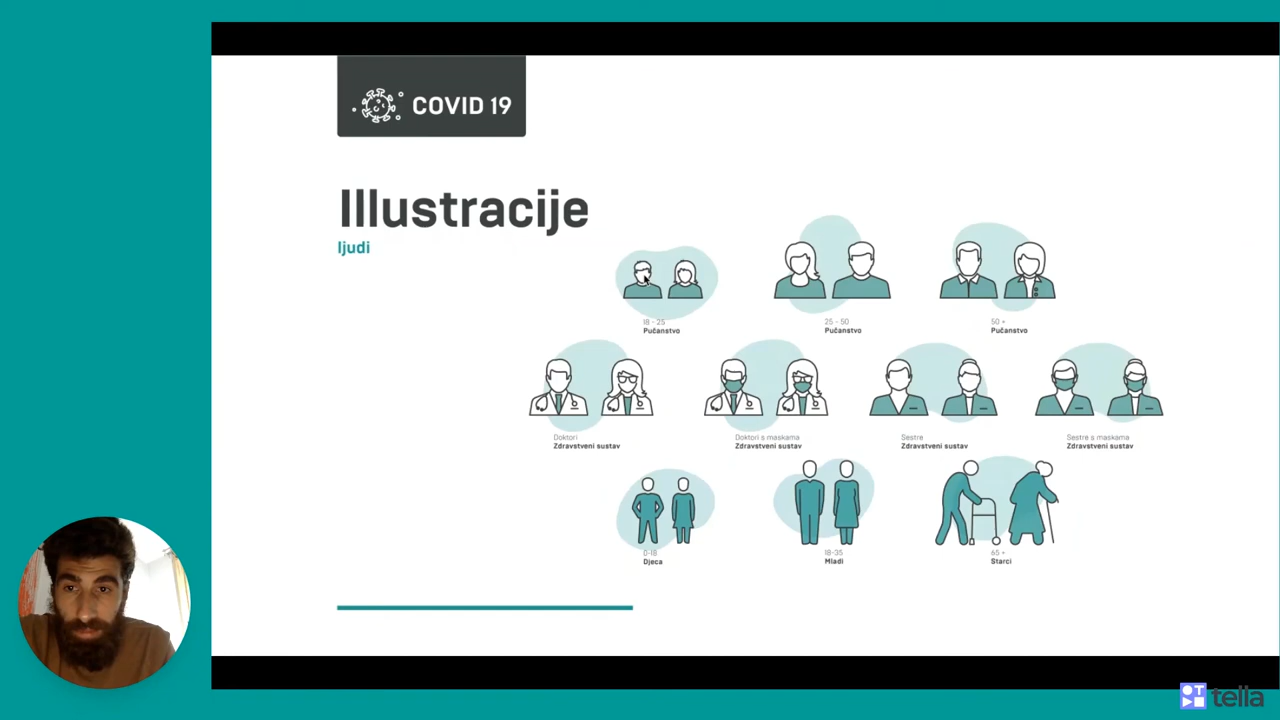 COVID 19
Illustracije
ljudi
18 - 25
Pučanstvo
25 - 50
Pučanstvo
50 +
Pučanstvo
Doktori
Zdravstveni sustav
Doktori s maskama
Zdravstveni sustav
Sestre
Zdravstveni sustav
Sestre s maskama
Zdravstveni sustav
0-18
Djeca
18-35
Mladi
65 +
Starci
tella